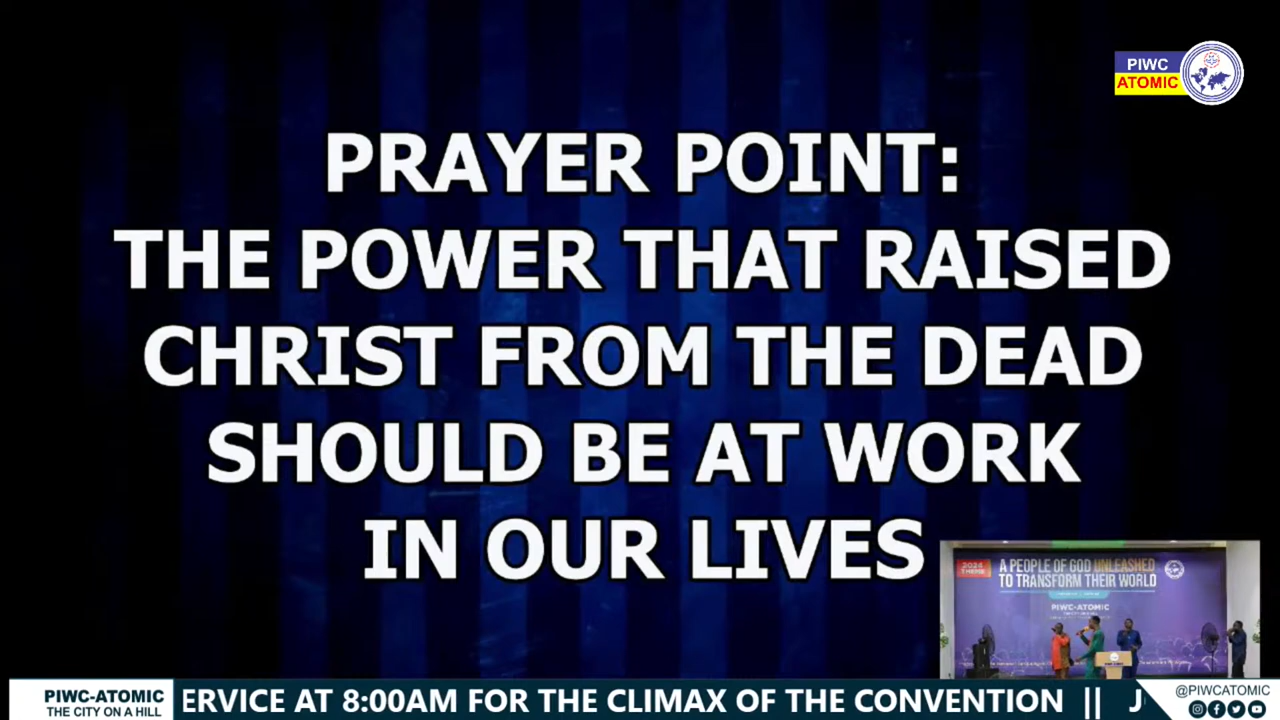 PIWC
ATOMIC
PRAYER POINT:
THE POWER THAT RAISED
CHRIST FROM THE DEAD
SHOULD BE AT WORK
IN OUR LIVES
2024
THEME
A PEOPLE OF GOD UNLEASHED
TO TRANSFORM THEIR WORLD
PIWC-ATOMIC
PIWC-ATOMIC
THE CITY ON A HILL
ERVICE AT 8:00AM FOR THE CLIMAX OF THE CONVENTION || J
@PIWCATOMIC